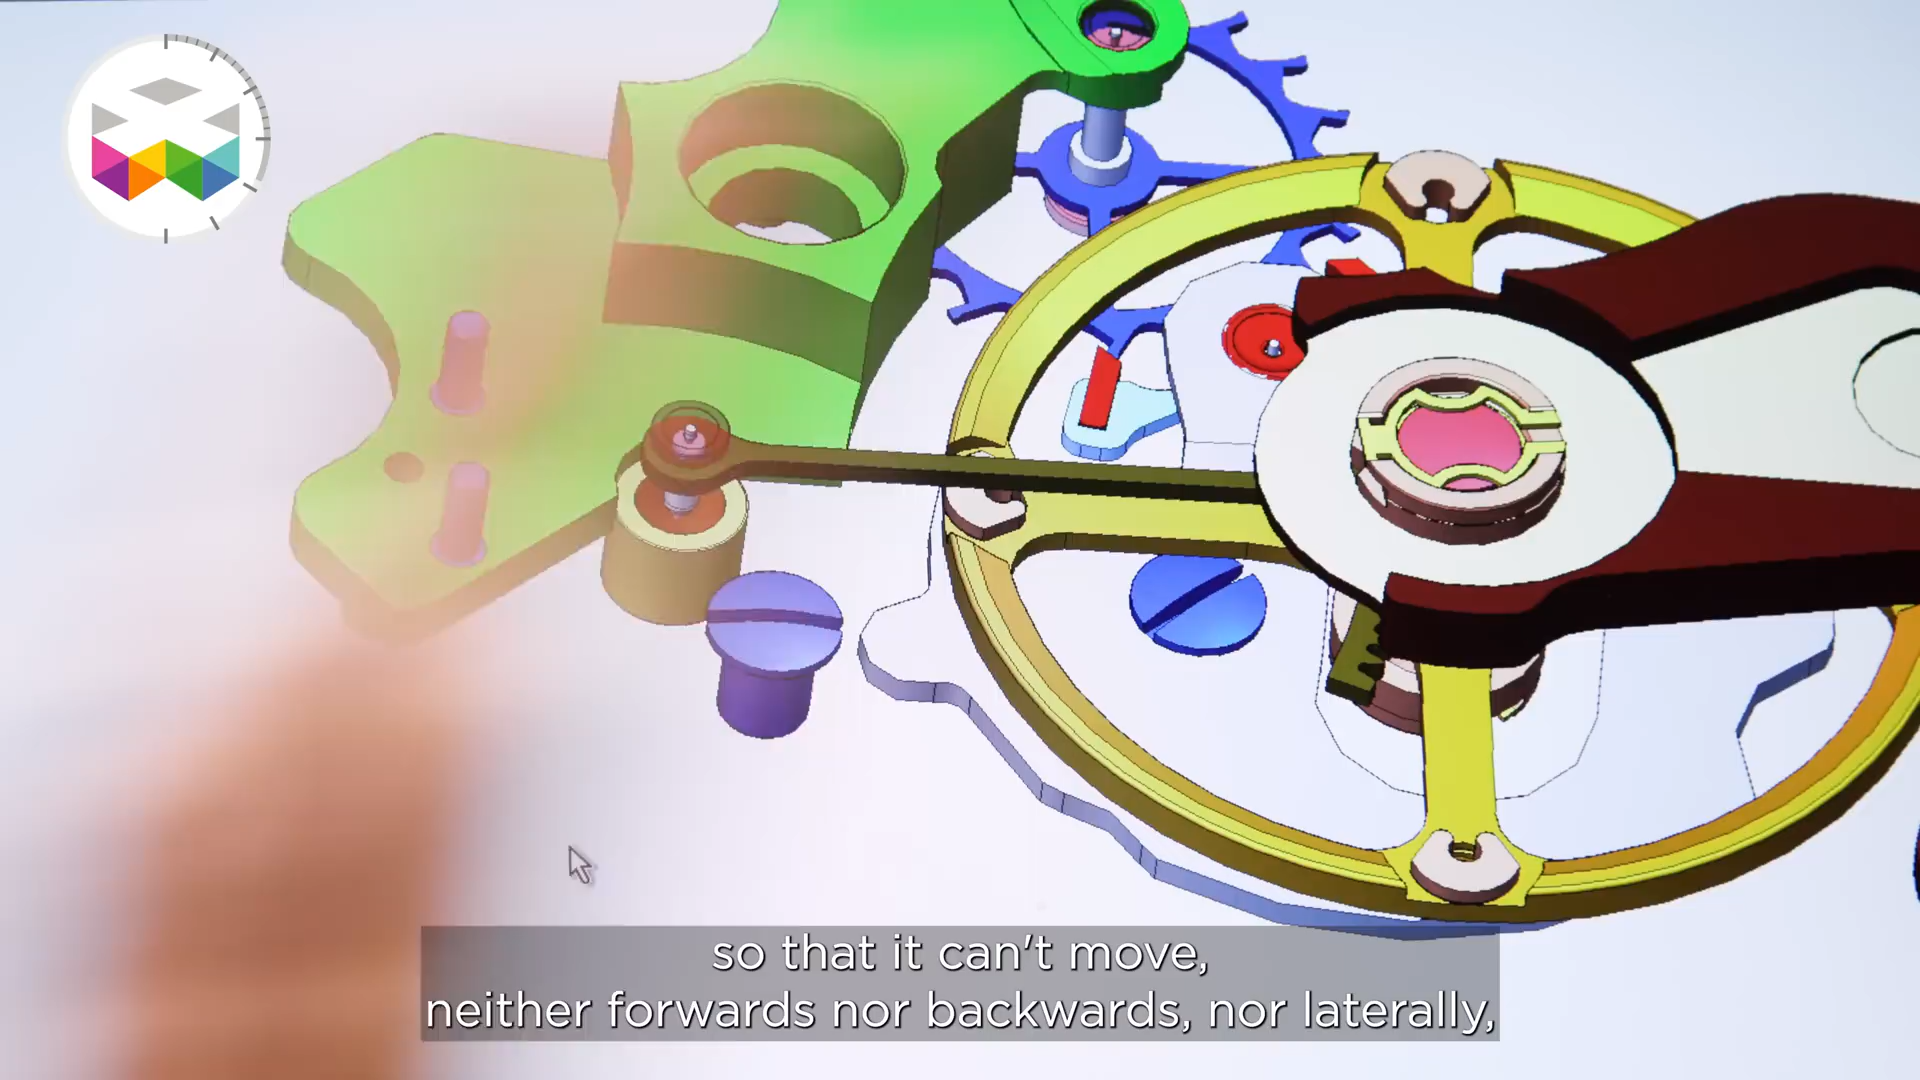 so that it can't move,
neither forwards nor backwards, nor laterally,